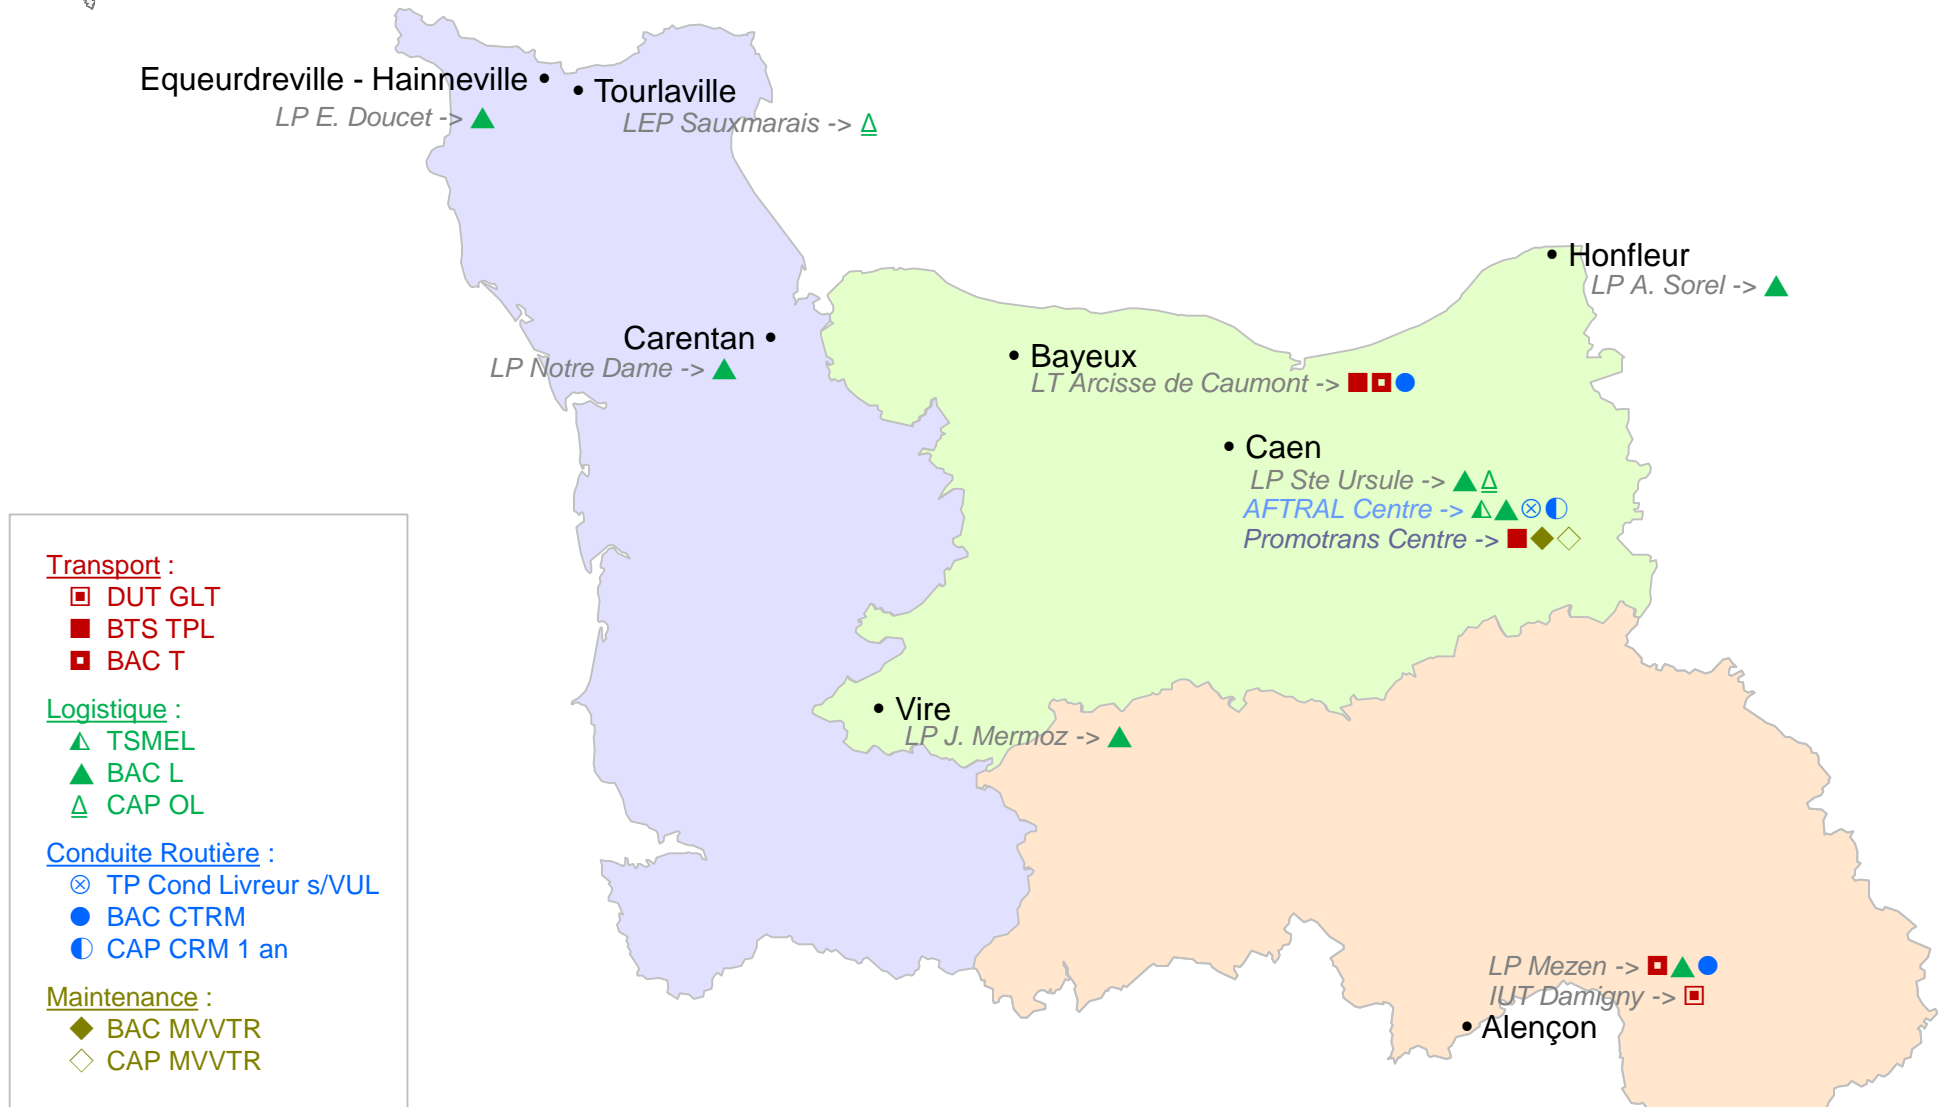 Equeurdreville - Hainneville •
LP E. Doucet -> ▲
• Tourlaville
LEP Sauxmarais -> Δ
• Honfleur
LP A. Sorel -> ▲
Carentan •
LP Notre Dame -> ▲
• Bayeux
LT Arcisse de Caumont ->
• Caen
LP Ste Ursule -> ▲ Δ
AFTRAL Centre ->
Promotrans Centre ->
• Vire
LP J. Mermoz -> ▲
LP Mezen ->
IUT Damigny ->
• Alençon
Transport :
DUT GLT
BTS TPL
BAC T
Logistique :
TSMEL
BAC L
CAP OL
Conduite Routière :
TP Cond Livreur s/VUL
BAC CTRM
CAP CRM 1 an
Maintenance :
BAC MVVTR
CAP MVVTR